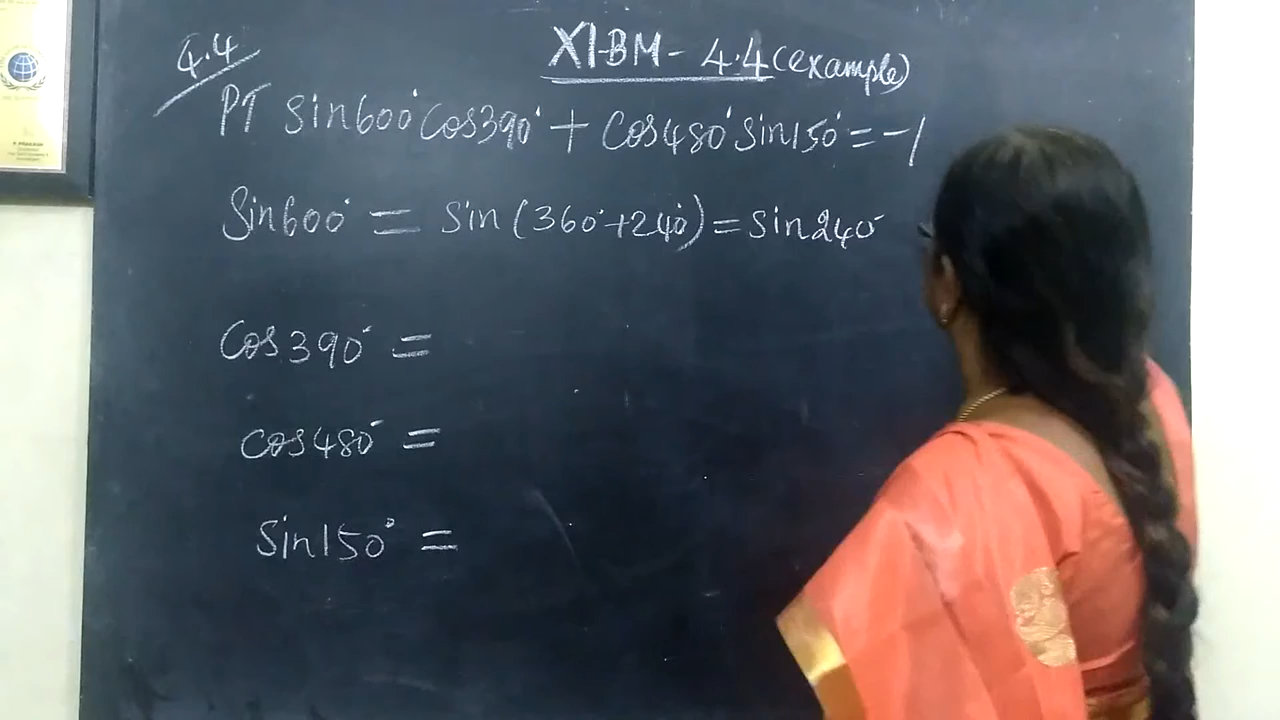 4.4
XI-BM - 4.4 (example)
PT Sin600° Cos390° + Cos480° Sin150° = -1
Sin600° = Sin(360°+240°) = Sin240°
Cos390° =
Cos480° =
Sin150° =